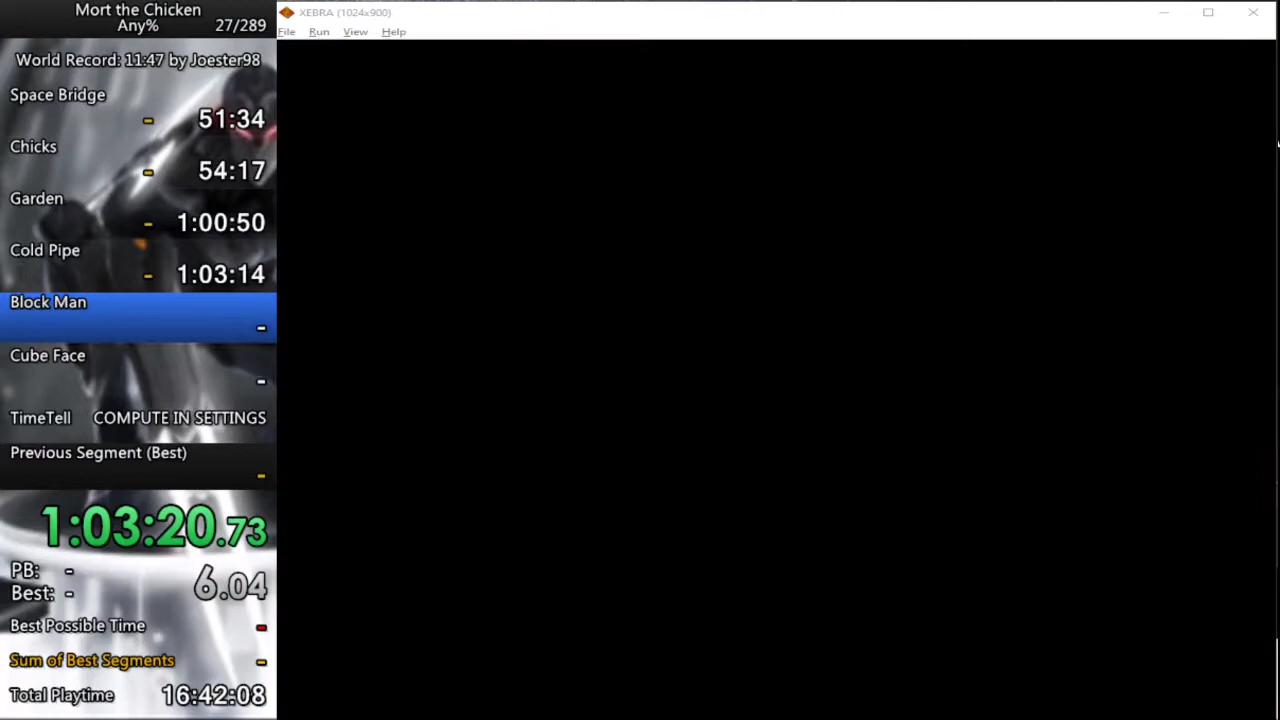 Mort the Chicken
Any% 27/289
World Record: 11:47 by Joester98
Space Bridge
- 51:34
Chicks
- 54:17
Garden
- 1:00:50
Cold Pipe
- 1:03:14
Block Man
-
Cube Face
-
TimeTell COMPUTE IN SETTINGS
Previous Segment (Best)
-
1:03:20.73
PB: -
Best: - 6.04
Best Possible Time -
Sum of Best Segments -
Total Playtime 16:42:08
XEBRA (1024x900)
File Run View Help